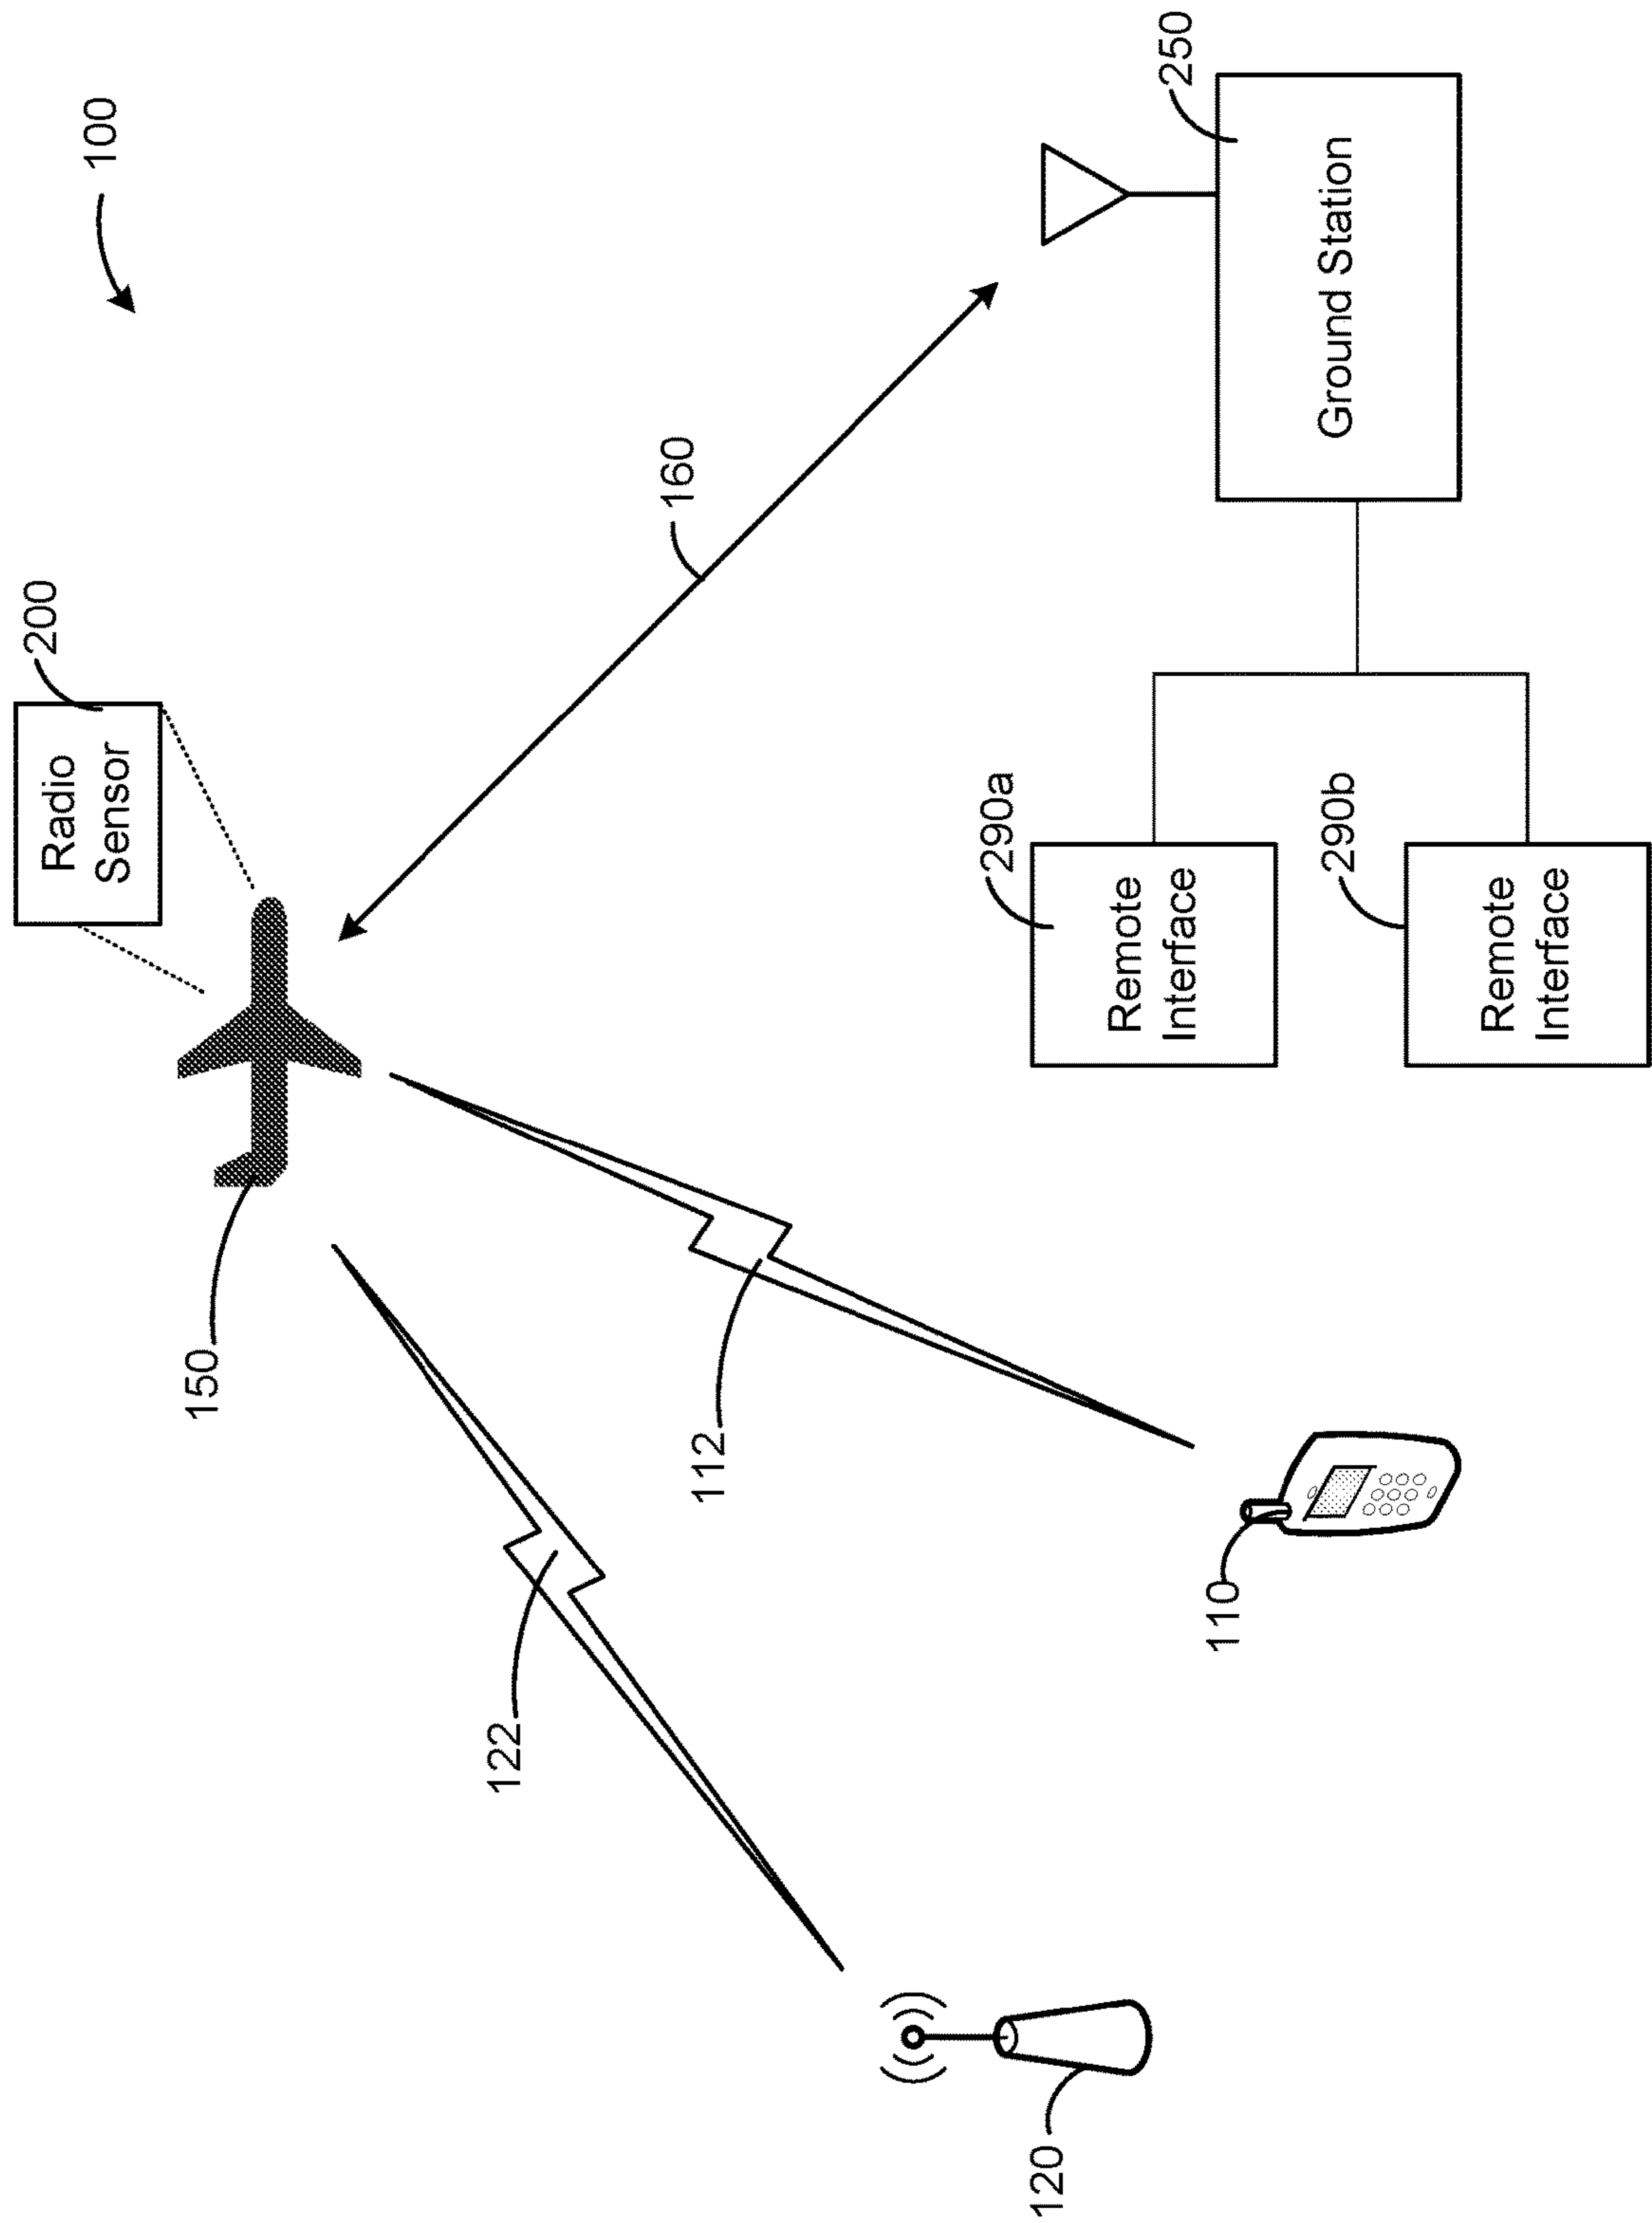 100
Radio
Sensor
200
150
160
122
112
250
Ground Station
290a
Remote
Interface
290b
Remote
Interface
120
110